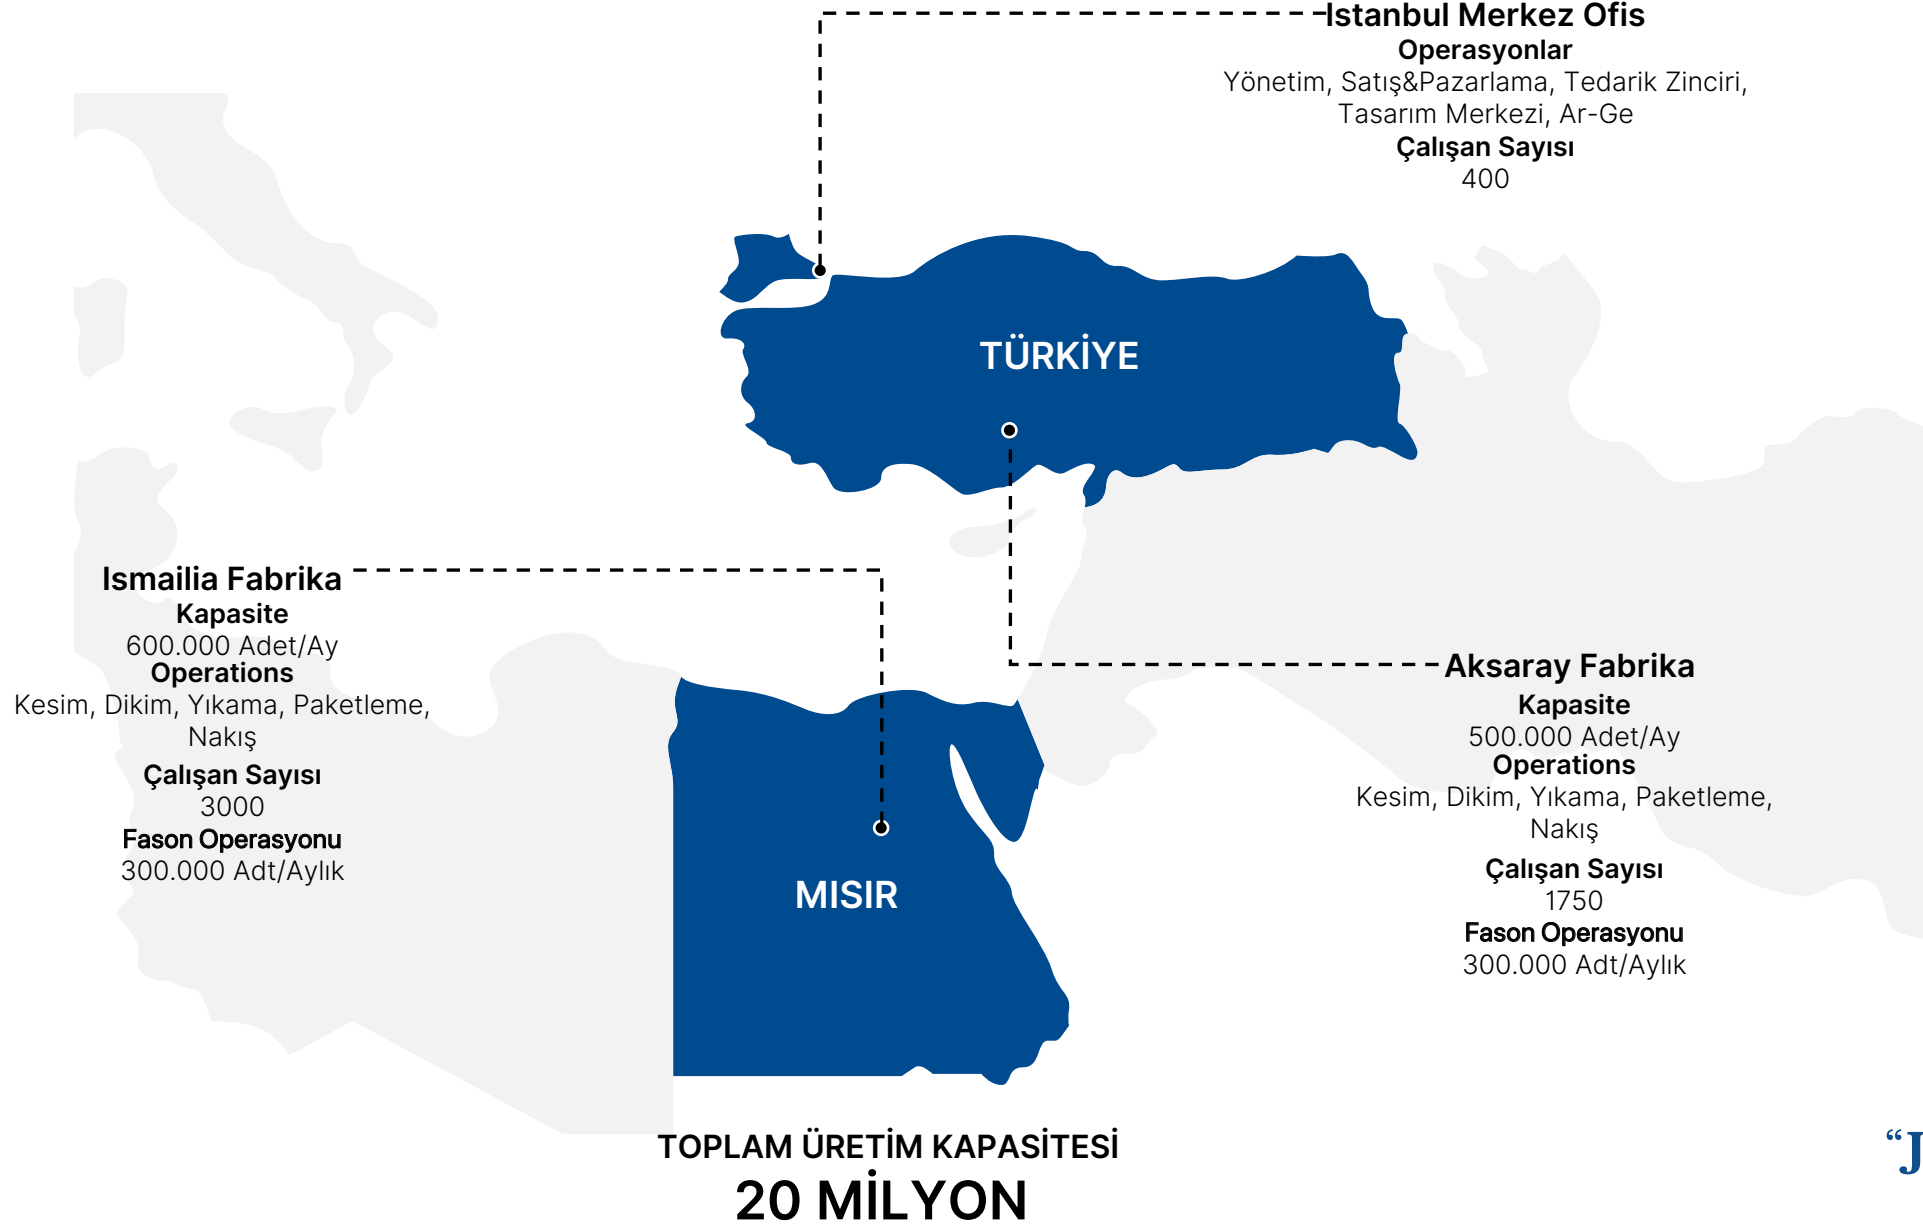 Istanbul Merkez Ofis
Operasyonlar
Yönetim, Satış&Pazarlama, Tedarik Zinciri,
Tasarım Merkezi, Ar-Ge
Çalışan Sayısı
400
TÜRKİYE
Ismailia Fabrika
Kapasite
600.000 Adet/Ay
Operations
Kesim, Dikim, Yıkama, Paketleme,
Nakış
Çalışan Sayısı
3000
Fason Operasyonu
300.000 Adt/Aylık
Aksaray Fabrika
Kapasite
500.000 Adet/Ay
Operations
Kesim, Dikim, Yıkama, Paketleme,
Nakış
Çalışan Sayısı
1750
Fason Operasyonu
300.000 Adt/Aylık
MISIR
TOPLAM ÜRETİM KAPASİTESİ
20 MİLYON
“J